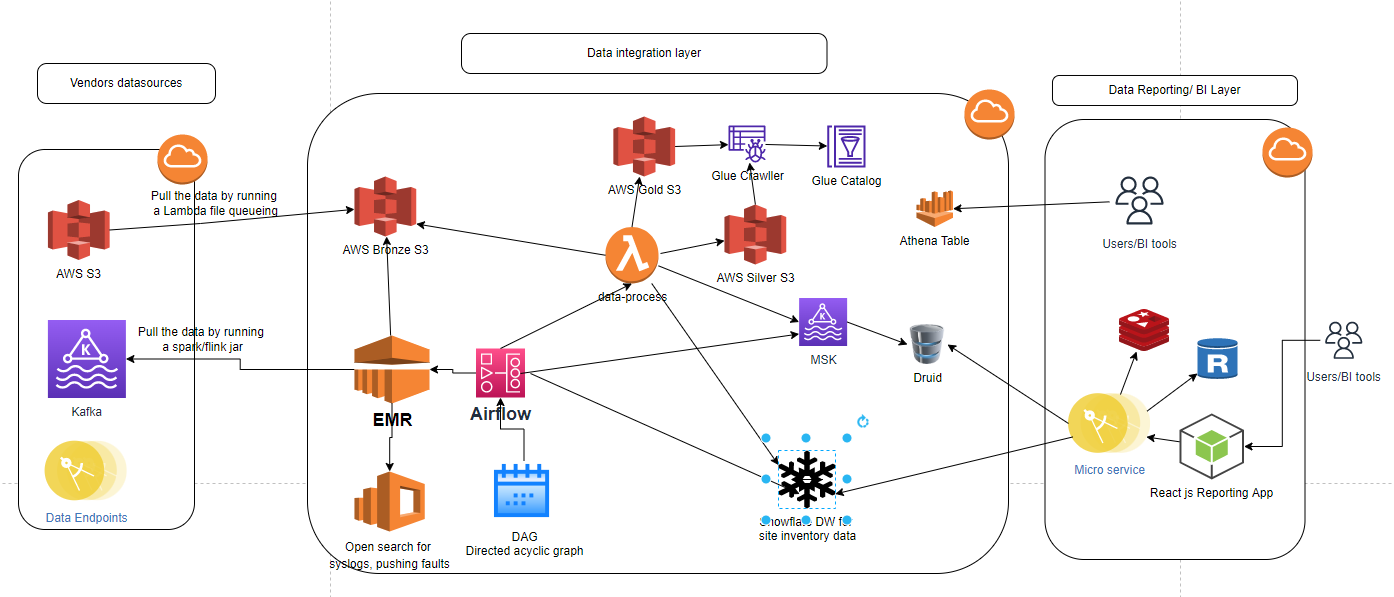 Data integration layer
Vendors datasources
Data Reporting/ BI Layer
Pull the data by running
a Lambda file queueing
AWS S3
Pull the data by running
a spark/flink jar
K
Kafka
Data Endpoints
AWS Bronze S3
AWS Gold S3
Glue Crawller
Glue Catalog
AWS Silver S3
λ
data-process
Athena Table
K
MSK
Druid
EMR
Airflow
DAG
Directed acyclic graph
Open search for
syslogs, pushing faults
DW
site inventory data
Users/BI tools
R
Users/BI tools
Micro service
React js Reporting App